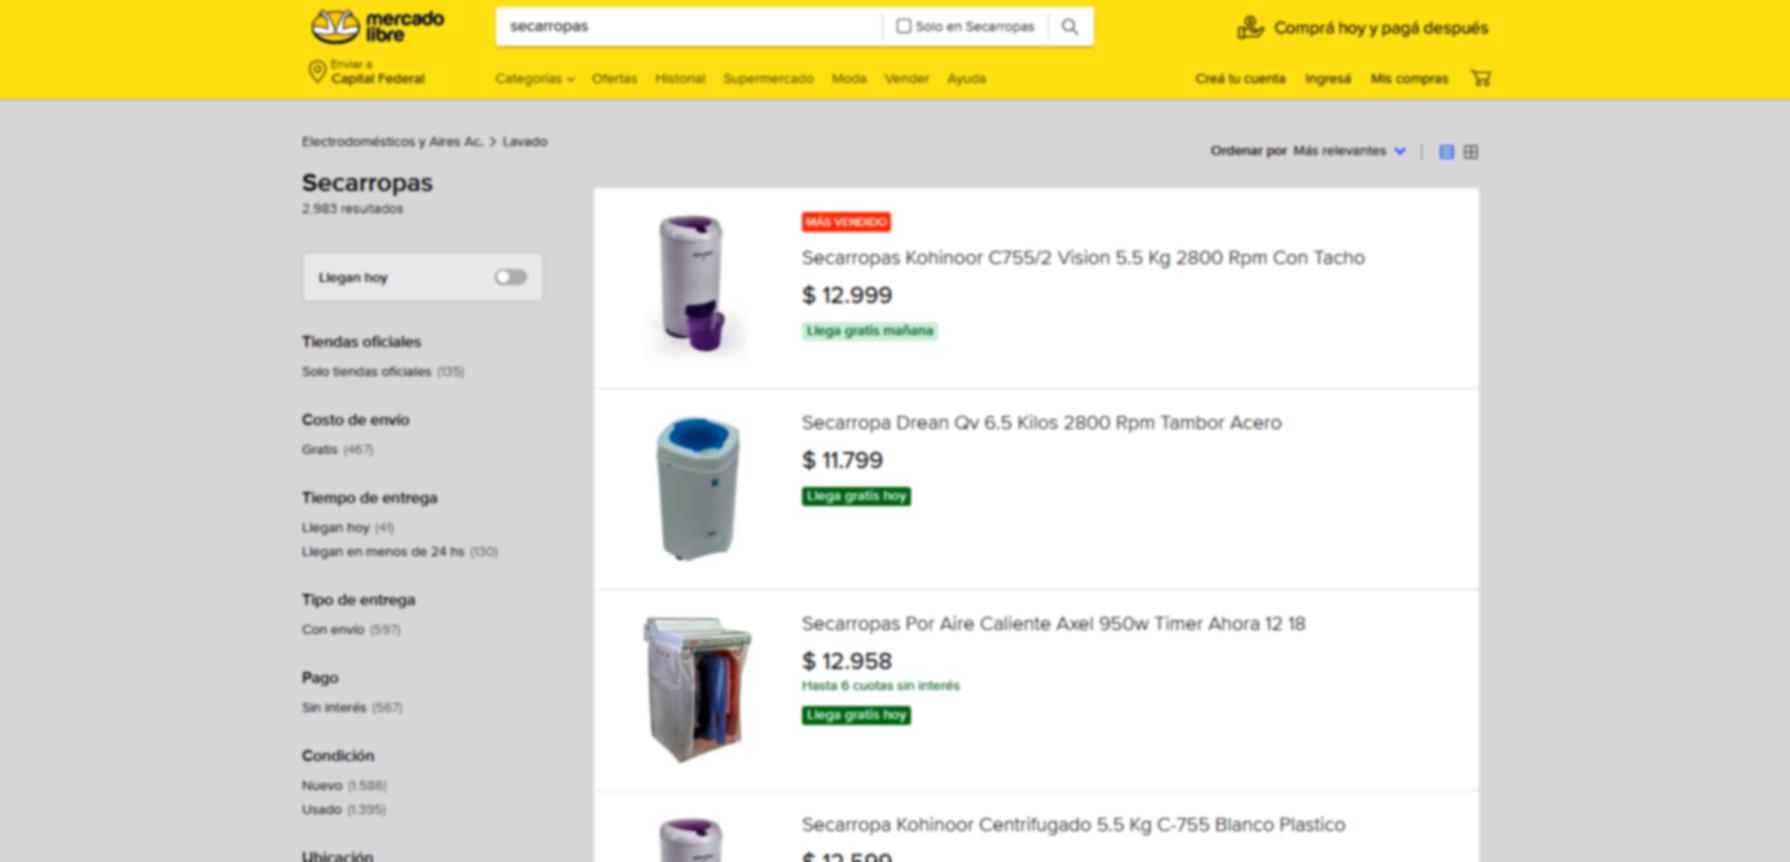 mercado
libre
secarropas
Solo en Secarropas
Comprá hoy y pagá después
Enviar a
Capital Federal
Categorías
Ofertas
Historial
Supermercado
Moda
Vender
Ayuda
Creá tu cuenta
Ingresá
Mis compras
Electrodomésticos y Aires Ac. > Lavado
Secarropas
2.983 resultados
Ordenar por Más relevantes
Llegan hoy
Tiendas oficiales
Solo tiendas oficiales (135)
Costo de envío
Gratis (467)
Tiempo de entrega
Llegan hoy (41)
Llegan en menos de 24 hs (130)
Tipo de entrega
Con envío (597)
Pago
Sin interés (567)
Condición
Nuevo (1.586)
Usado (1.395)
Ubicación
MÁS VENDIDO
Secarropas Kohinoor C755/2 Vision 5.5 Kg 2800 Rpm Con Tacho
$ 12.999
Llega gratis mañana
Secarropa Drean Qv 6.5 Kilos 2800 Rpm Tambor Acero
$ 11.799
Llega gratis hoy
Secarropas Por Aire Caliente Axel 950w Timer Ahora 12 18
$ 12.958
Hasta 6 cuotas sin interés
Llega gratis hoy
Secarropa Kohinoor Centrifugado 5.5 Kg C-755 Blanco Plastico
$ 12.599